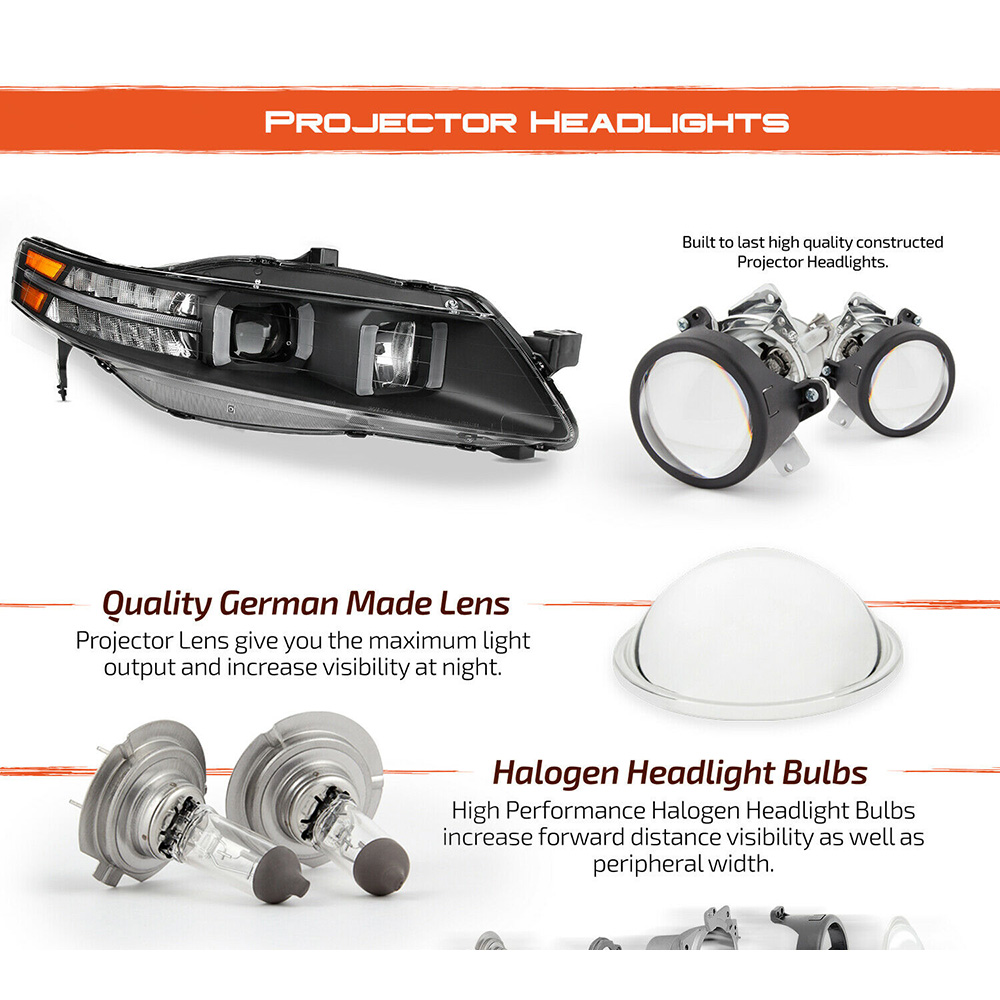 PROJECTOR HEADLIGHTS
Built to last high quality constructed
Projector Headlights.
Quality German Made Lens
Projector Lens give you the maximum light
output and increase visibility at night.
Halogen Headlight Bulbs
High Performance Halogen Headlight Bulbs
increase forward distance visibility as well as
peripheral width.